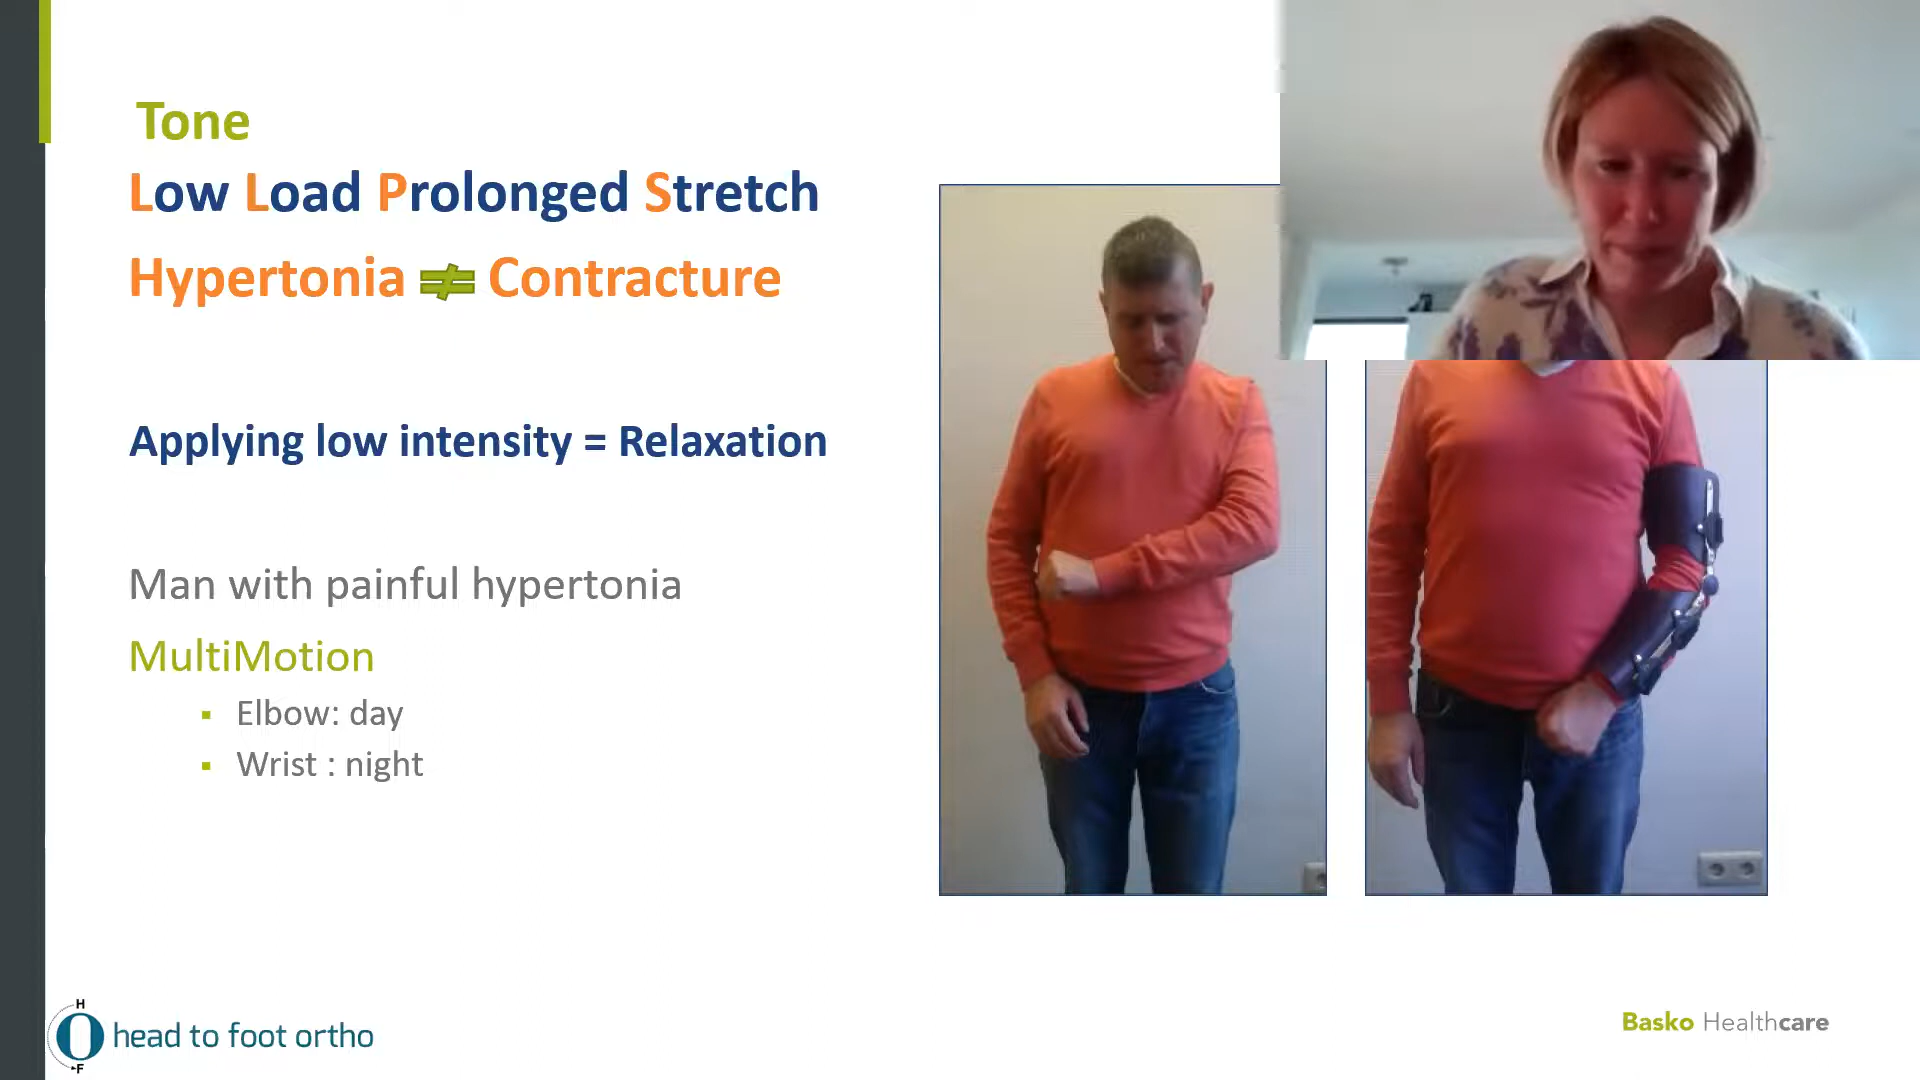 Tone
Low Load Prolonged Stretch
Hypertonia ≠ Contracture
Applying low intensity = Relaxation
Man with painful hypertonia
MultiMotion
▪ Elbow: day
▪ Wrist : night
H
F
head to foot ortho
Basko Healthcare